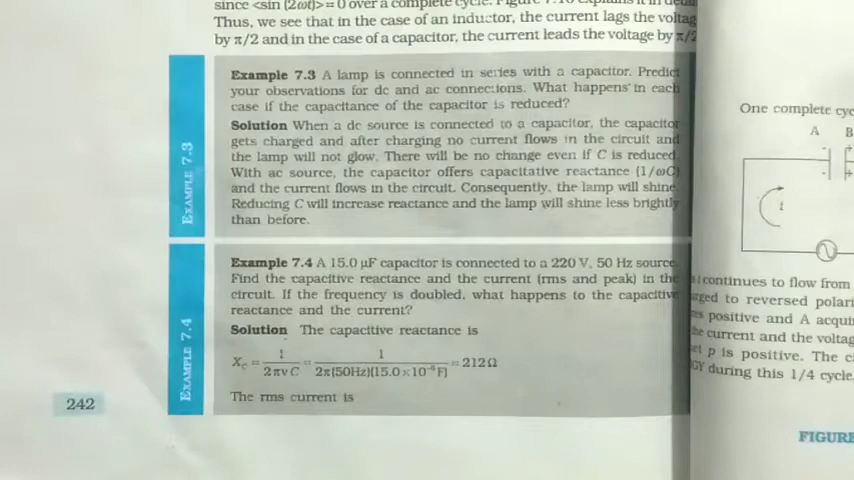 since <sin (2ωt)> = 0 over a complete cycle.
Thus, we see that in the case of an inductor, the current lags the voltag
by π/2 and in the case of a capacitor, the current leads the voltage by π/2
Example 7.3 A lamp is connected in series with a capacitor. Predict
your observations for dc and ac connections. What happens in each
case if the capacitance of the capacitor is reduced?
Solution When a dc source is connected to a capacitor, the capacitor
gets charged and after charging no current flows in the circuit and
the lamp will not glow. There will be no change even if C is reduced.
With ac source, the capacitor offers capacitative reactance (1/ωC)
and the current flows in the circuit. Consequently, the lamp will shine.
Reducing C will increase reactance and the lamp will shine less brightly
than before.
EXAMPLE 7.3
Example 7.4 A 15.0 μF capacitor is connected to a 220 V, 50 Hz source.
Find the capacitive reactance and the current (rms and peak) in the
circuit. If the frequency is doubled, what happens to the capacitive
reactance and the current?
Solution The capacitive reactance is
X_C = 1 / 2πνC = 1 / 2π(50Hz)(15.0×10⁻⁶F) = 212Ω
The rms current is
EXAMPLE 7.4
242
One complete cyc
A B
i
continues to flow from
rged to reversed polari
positive and A acqui
the current and the voltag
p is positive. The c
GY during this 1/4 cycle.
FIGURE